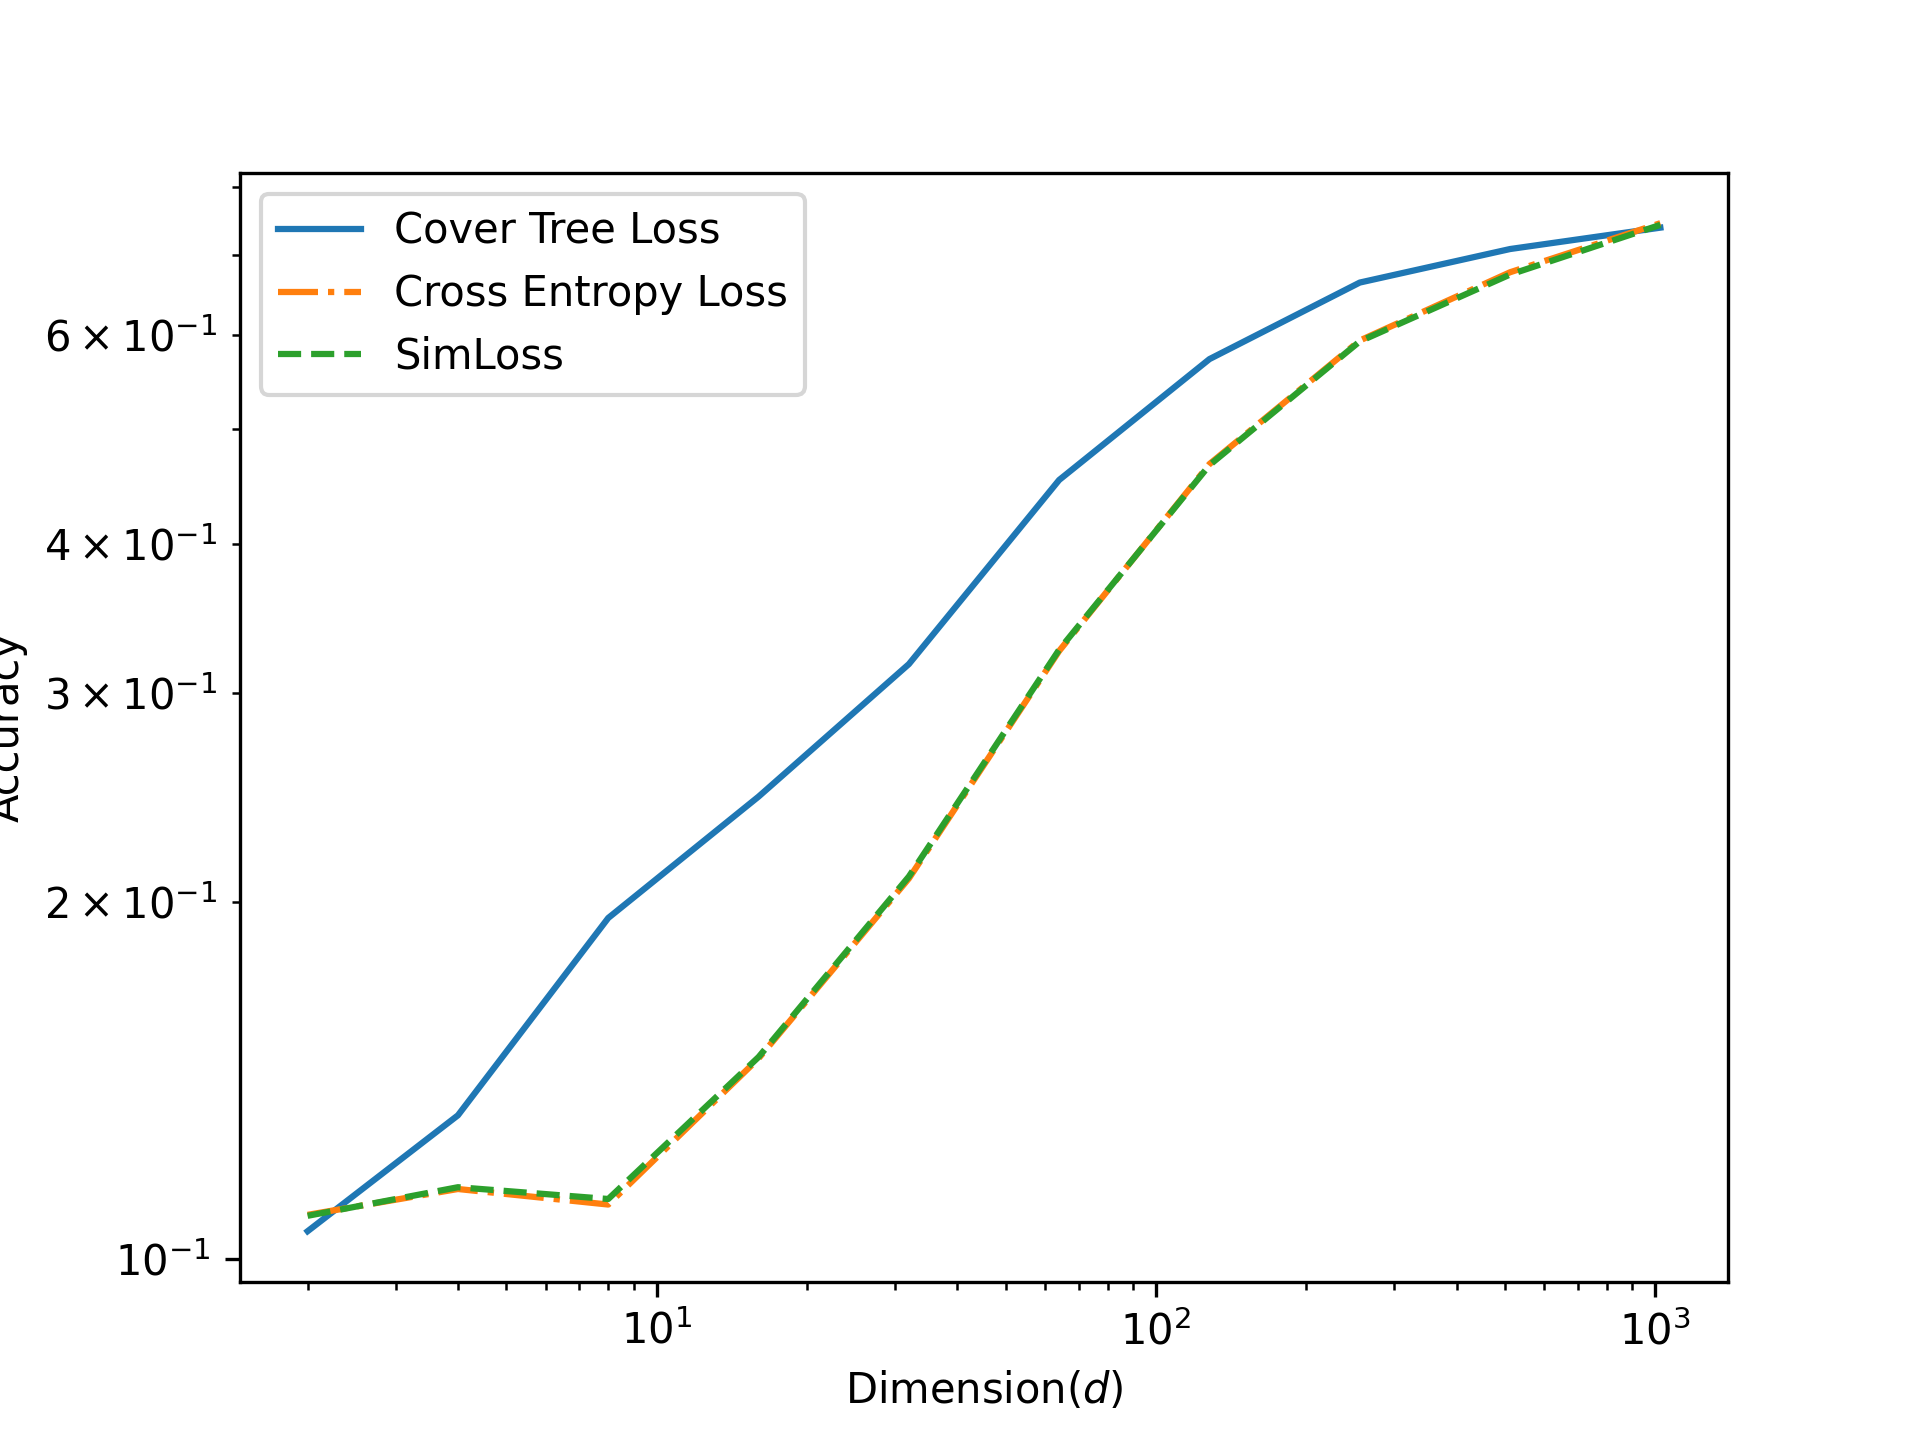 Cover Tree Loss
Cross Entropy Loss
SimLoss
6 × 10⁻¹
4 × 10⁻¹
3 × 10⁻¹
2 × 10⁻¹
10⁻¹
Accuracy
10¹ 10² 10³
Dimension(d)